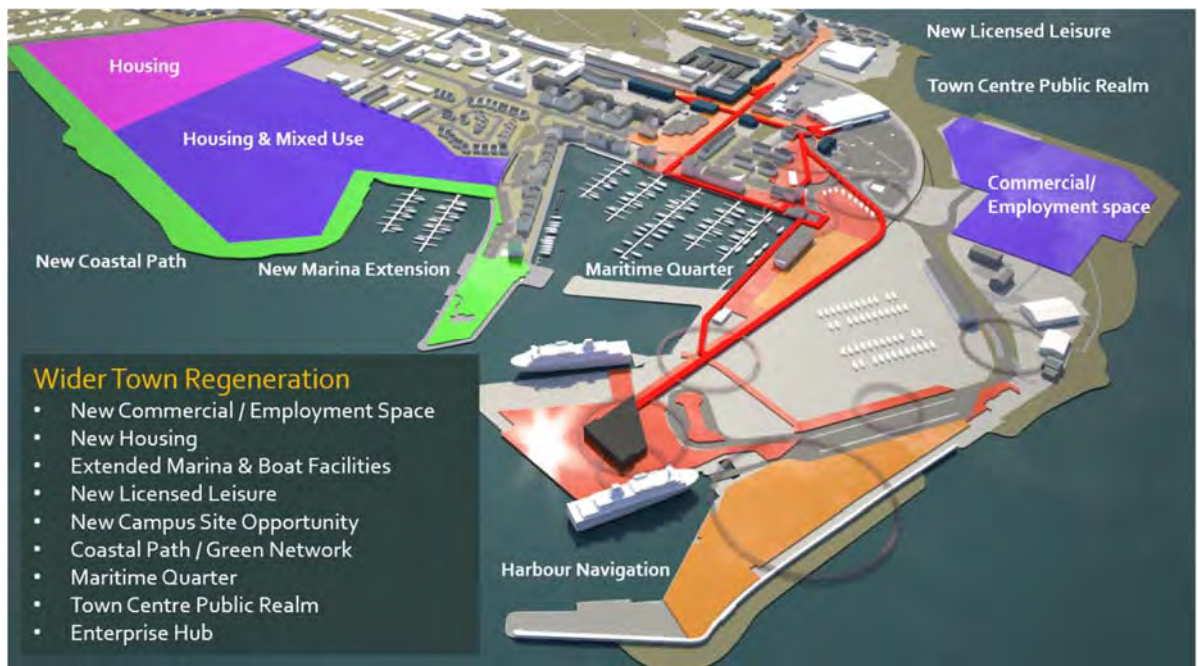 New Licensed Leisure
Town Centre Public Realm
Housing
Housing & Mixed Use
Commercial/
Employment space
New Coastal Path
New Marina Extension
Maritime Quarter
Wider Town Regeneration
• New Commercial / Employment Space
• New Housing
• Extended Marina & Boat Facilities
• New Licensed Leisure
• New Campus Site Opportunity
• Coastal Path / Green Network
• Maritime Quarter
• Town Centre Public Realm
• Enterprise Hub
Harbour Navigation